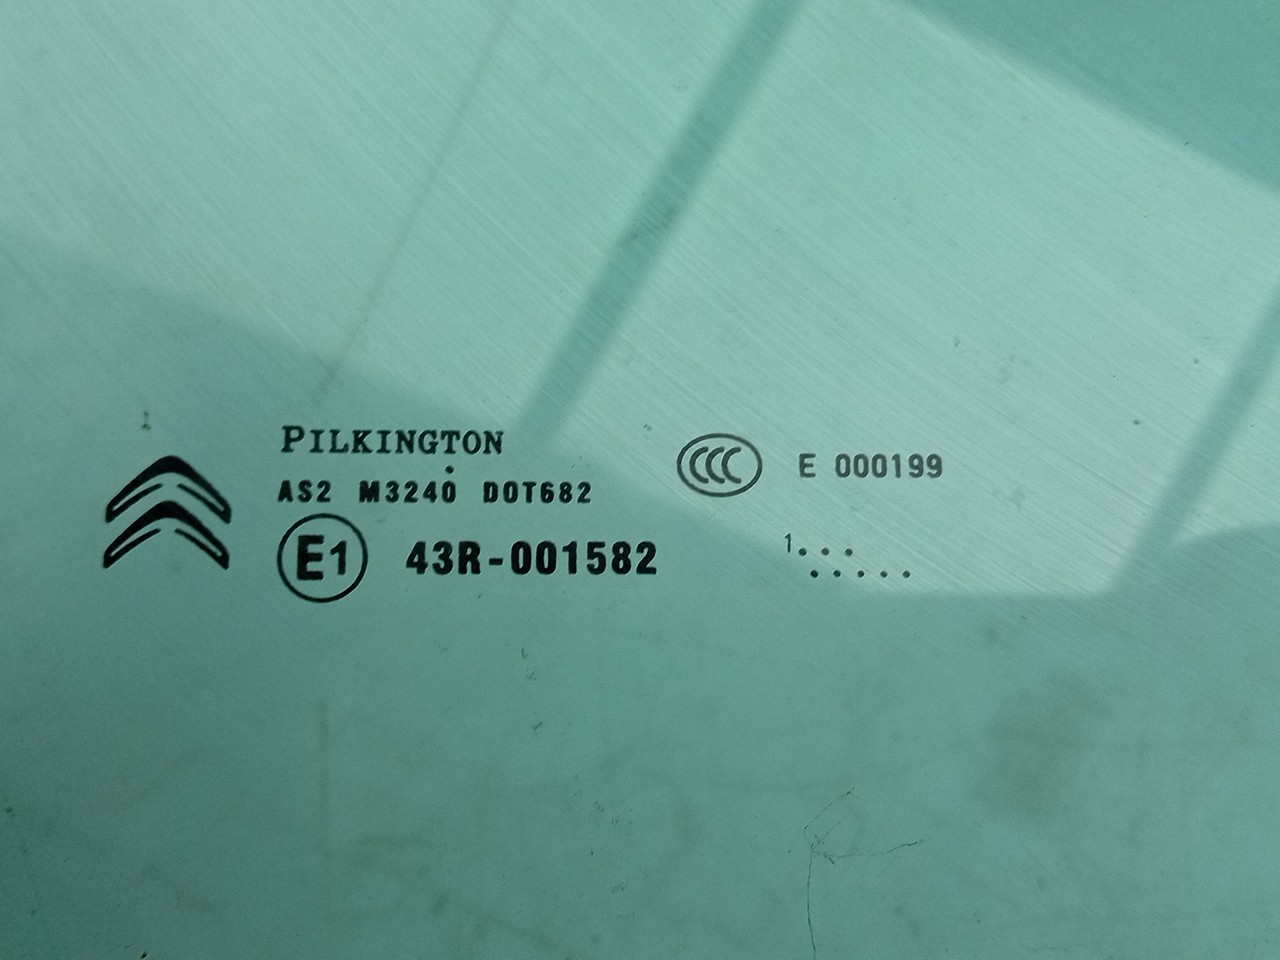 PILKINGTON
AS2 M3240 DOT682
E1 43R-001582
CCC E 000199
1. . .
. . . . .